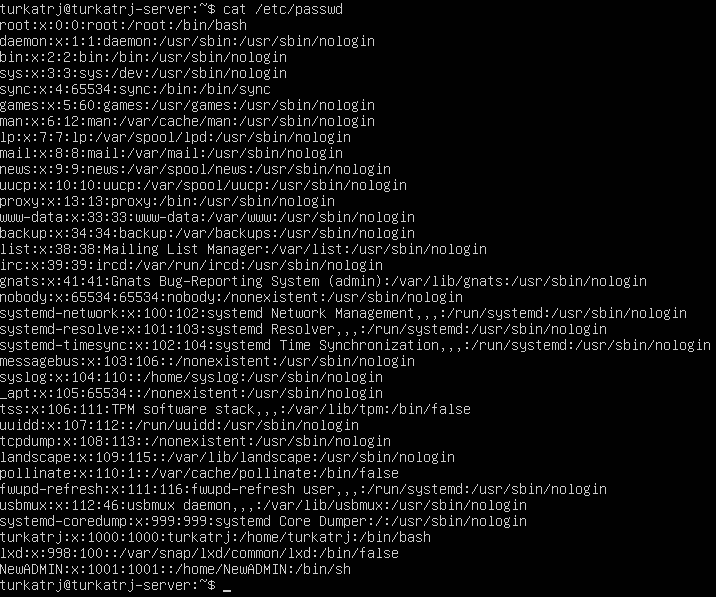 turkatrj@turkatrj-server:~$ cat /etc/passwd
root:x:0:0:root:/root:/bin/bash
daemon:x:1:1:daemon:/usr/sbin:/usr/sbin/nologin
bin:x:2:2:bin:/bin:/usr/sbin/nologin
sys:x:3:3:sys:/dev:/usr/sbin/nologin
sync:x:4:65534:sync:/bin:/bin/sync
games:x:5:60:games:/usr/games:/usr/sbin/nologin
man:x:6:12:man:/var/cache/man:/usr/sbin/nologin
lp:x:7:7:lp:/var/spool/lpd:/usr/sbin/nologin
mail:x:8:8:mail:/var/mail:/usr/sbin/nologin
news:x:9:9:news:/var/spool/news:/usr/sbin/nologin
uucp:x:10:10:uucp:/var/spool/uucp:/usr/sbin/nologin
proxy:x:13:13:proxy:/bin:/usr/sbin/nologin
www-data:x:33:33:www-data:/var/www:/usr/sbin/nologin
backup:x:34:34:backup:/var/backups:/usr/sbin/nologin
list:x:38:38:Mailing List Manager:/var/list:/usr/sbin/nologin
irc:x:39:39:ircd:/var/run/ircd:/usr/sbin/nologin
gnats:x:41:41:Gnats Bug-Reporting System (admin):/var/lib/gnats:/usr/sbin/nologin
nobody:x:65534:65534:nobody:/nonexistent:/usr/sbin/nologin
systemd-network:x:100:102:systemd Network Management,,,:/run/systemd:/usr/sbin/nologin
systemd-resolve:x:101:103:systemd Resolver,,,:/run/systemd:/usr/sbin/nologin
systemd-timesync:x:102:104:systemd Time Synchronization,,,:/run/systemd:/usr/sbin/nologin
messagebus:x:103:106::/nonexistent:/usr/sbin/nologin
syslog:x:104:110::/home/syslog:/usr/sbin/nologin
_apt:x:105:65534::/nonexistent:/usr/sbin/nologin
tss:x:106:111:TPM software stack,,,:/var/lib/tpm:/bin/false
uuidd:x:107:112::/run/uuidd:/usr/sbin/nologin
tcpdump:x:108:113::/nonexistent:/usr/sbin/nologin
landscape:x:109:115::/var/lib/landscape:/usr/sbin/nologin
pollinate:x:110:1::/var/cache/pollinate:/bin/false
fwupd-refresh:x:111:116:fwupd-refresh user,,,:/run/systemd:/usr/sbin/nologin
usbmux:x:112:46:usbmux daemon,,,:/var/lib/usbmux:/usr/sbin/nologin
systemd-coredump:x:999:999:systemd Core Dumper:/:/usr/sbin/nologin
turkatrj:x:1000:1000:turkatrj:/home/turkatrj:/bin/bash
lxd:x:998:100::/var/snap/lxd/common/lxd:/bin/false
NewADMIN:x:1001:1001::/home/NewADMIN:/bin/sh
turkatrj@turkatrj-server:~$ _